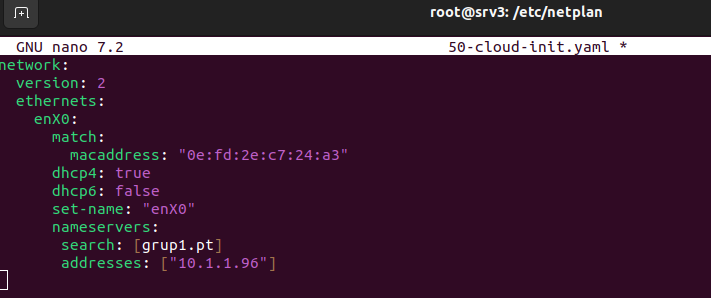 root@srv3: /etc/netplan
GNU nano 7.2 50-cloud-init.yaml *
network:
  version: 2
  ethernets:
    enX0:
      match:
        macaddress: "0e:fd:2e:c7:24:a3"
      dhcp4: true
      dhcp6: false
      set-name: "enX0"
      nameservers:
       search: [grup1.pt]
       addresses: ["10.1.1.96"]